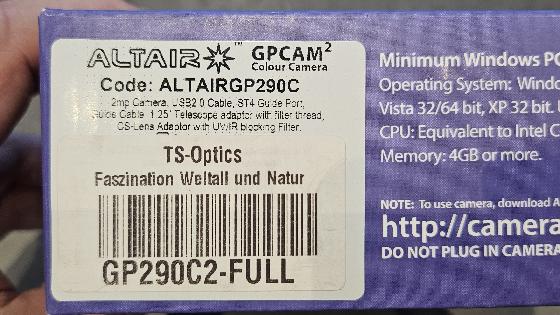 ALTAIR™ GPCAM2
Colour Camera
Code: ALTAIRGP290C
2mp Camera, USB2.0 Cable, ST4 Guide Port,
Guide Cable, 1.25" Telescope adaptor with filter thread,
CS-Lens Adaptor with UV/IR blocking Filter.
TS-Optics
Faszination Weltall und Natur
GP290C2-FULL
Minimum Windows PC
Operating System: Windo
Vista 32/64 bit, XP 32 bit.
CPU: Equivalent to Intel C
Memory: 4GB or more.
NOTE: To use camera, download A
http://camera
DO NOT PLUG IN CAMERA